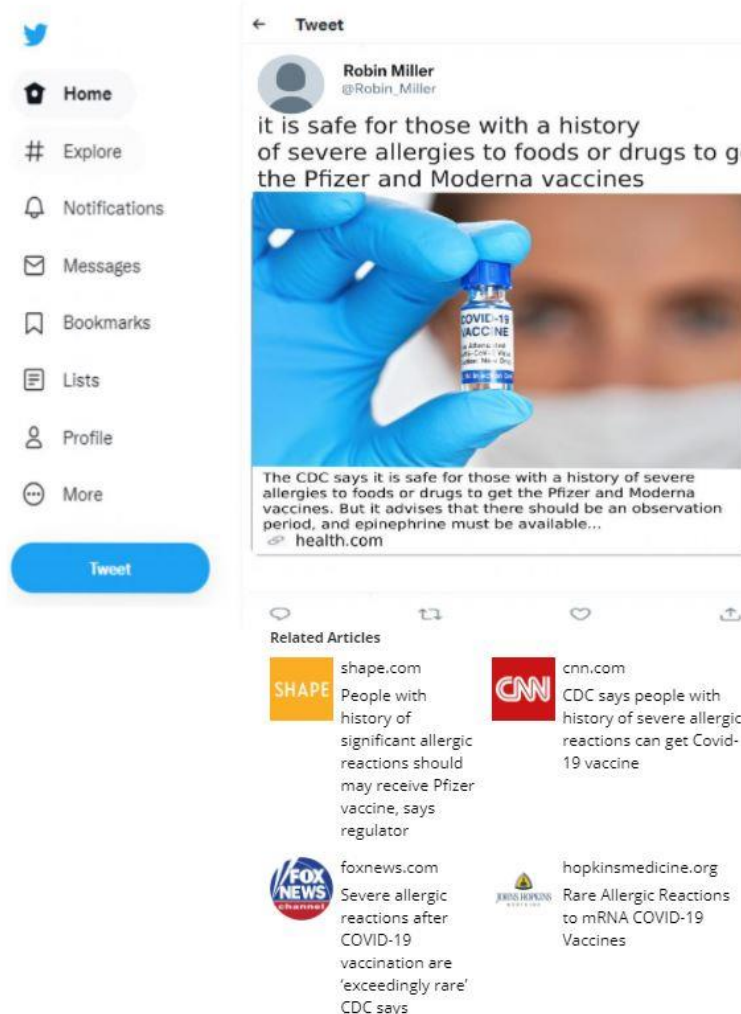 Tweet
Home
Explore
Notifications
Messages
Bookmarks
Lists
Profile
More
Tweet
Robin Miller
@Robin_Miller
it is safe for those with a history
of severe allergies to foods or drugs to g
the Pfizer and Moderna vaccines
COVID-19
VACCINE
The CDC says it is safe for those with a history of severe
allergies to foods or drugs to get the Pfizer and Moderna
vaccines. But it advises that there should be an observation
period, and epinephrine must be available...
health.com
Related Articles
SHAPE
shape.com
People with
history of
significant allergic
reactions should
may receive Pfizer
vaccine, says
regulator
CNN
cnn.com
CDC says people with
history of severe allergic
reactions can get Covid-
19 vaccine
FOX
NEWS
channel
foxnews.com
Severe allergic
reactions after
COVID-19
vaccination are
‘exceedingly rare’
CDC says
JOHNS HOPKINS
MEDICINE
hopkinsmedicine.org
Rare Allergic Reactions
to mRNA COVID-19
Vaccines